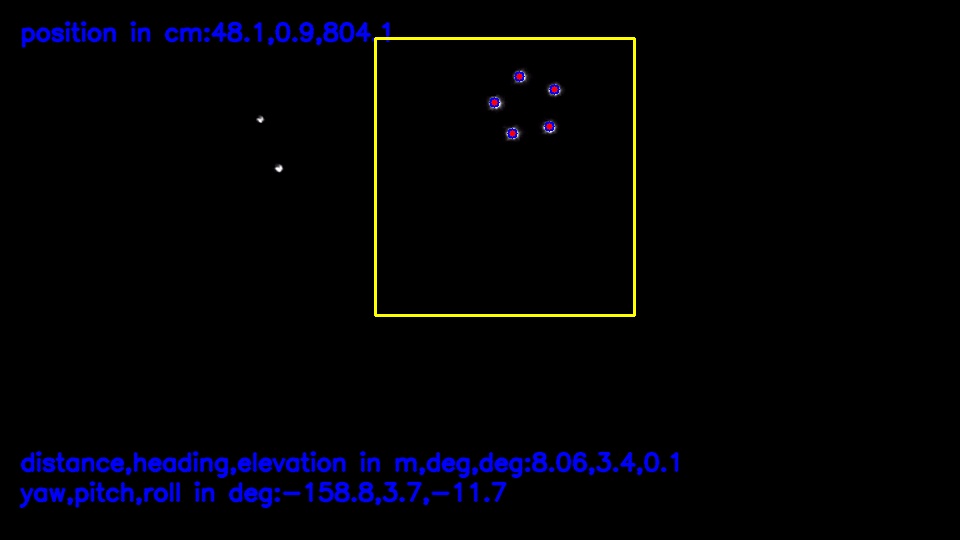 position in cm:48.1,0.9,804.1
distance,heading,elevation in m,deg,deg:8.06,3.4,0.1
yaw,pitch,roll in deg:-158.8,3.7,-11.7